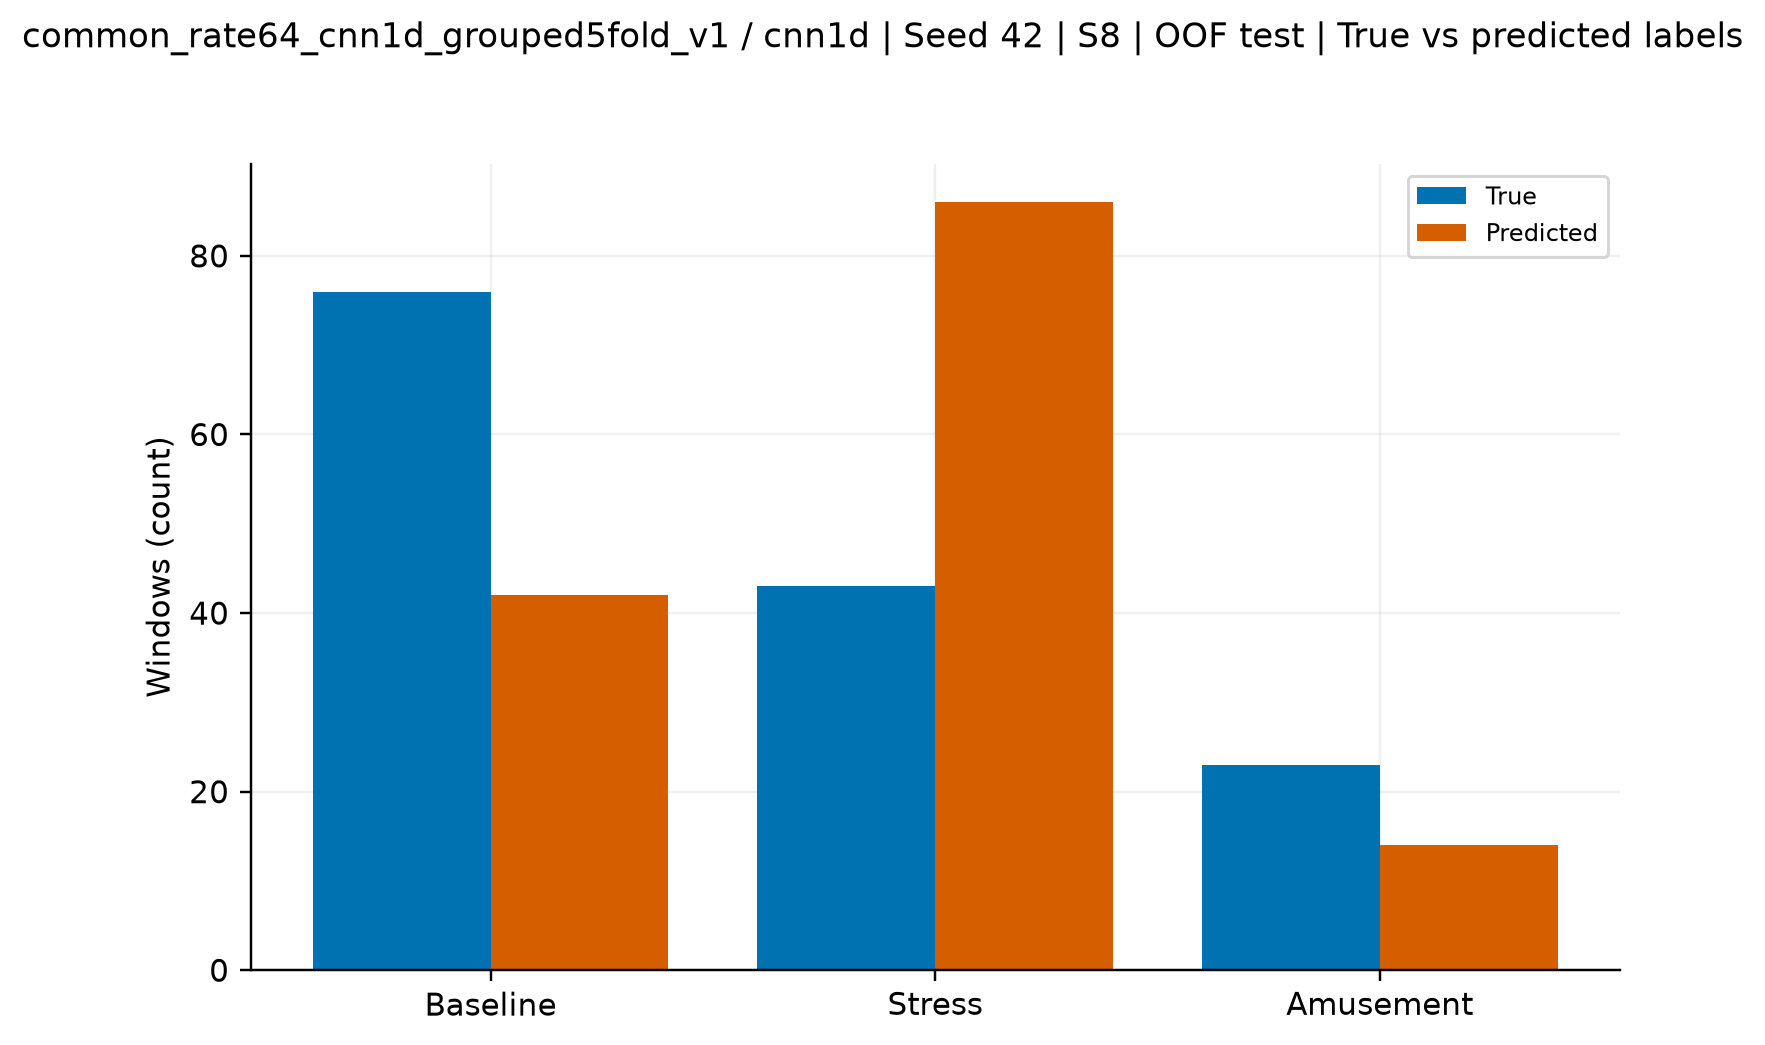 common_rate64_cnn1d_grouped5fold_v1 / cnn1d | Seed 42 | S8 | OOF test | True vs predicted labels
True
Predicted
80
60
40
20
0
Windows (count)
Baseline
Stress
Amusement